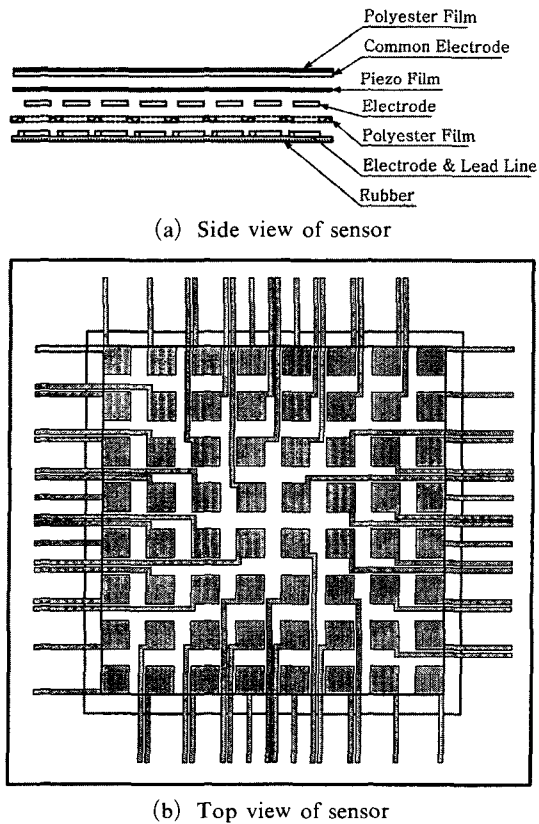 Polyester Film
Common Electrode
Piezo Film
Electrode
Polyester Film
Electrode & Lead Line
Rubber
(a) Side view of sensor
(b) Top view of sensor